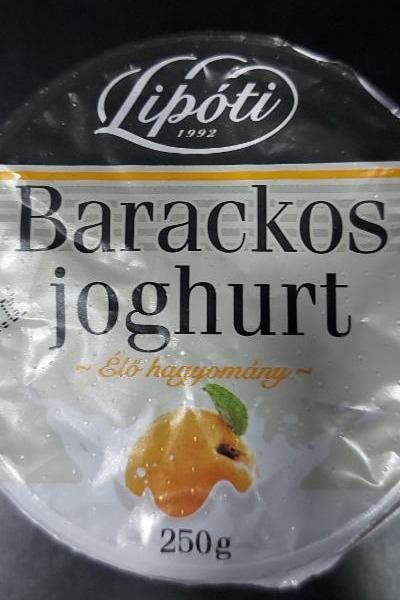 Lipóti
1992
Barackos
joghurt
~ Élő hagyomány ~
250g